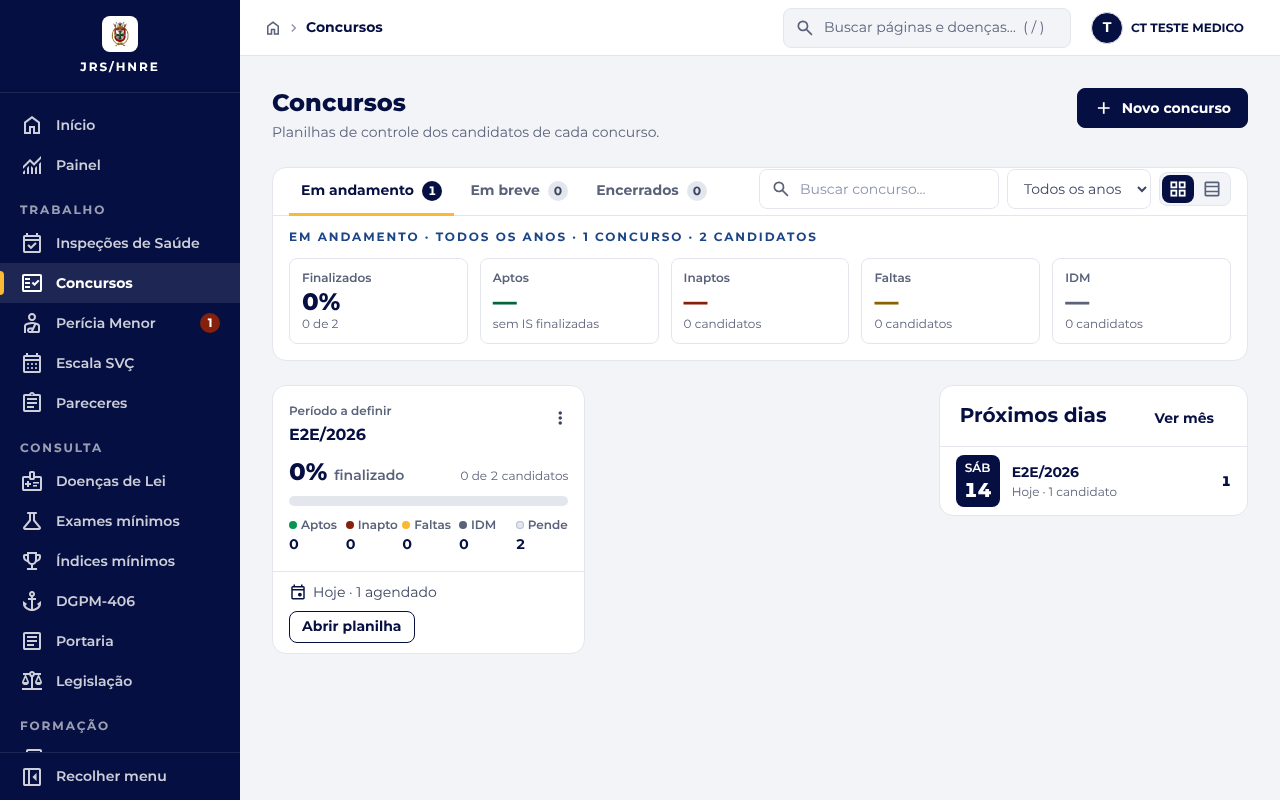 JRS/HNRE
Início
Painel
TRABALHO
Inspeções de Saúde
Concursos
Perícia Menor 1
Escala SVÇ
Pareceres
CONSULTA
Doenças de Lei
Exames mínimos
Índices mínimos
DGPM-406
Portaria
Legislação
FORMAÇÃO
Recolher menu
Concursos
Buscar páginas e doenças... ( / )
T CT TESTE MEDICO
Concursos
Planilhas de controle dos candidatos de cada concurso.
Novo concurso
Em andamento 1 Em breve 0 Encerrados 0
Buscar concurso...
Todos os anos
EM ANDAMENTO · TODOS OS ANOS · 1 CONCURSO · 2 CANDIDATOS
Finalizados
0%
0 de 2
Aptos
—
sem IS finalizadas
Inaptos
—
0 candidatos
Faltas
—
0 candidatos
IDM
—
0 candidatos
Período a definir
E2E/2026
0% finalizado 0 de 2 candidatos
Aptos Inapto Faltas IDM Pende
0 0 0 0 2
Hoje · 1 agendado
Abrir planilha
Próximos dias Ver mês
SÁB
14
E2E/2026
Hoje · 1 candidato
1